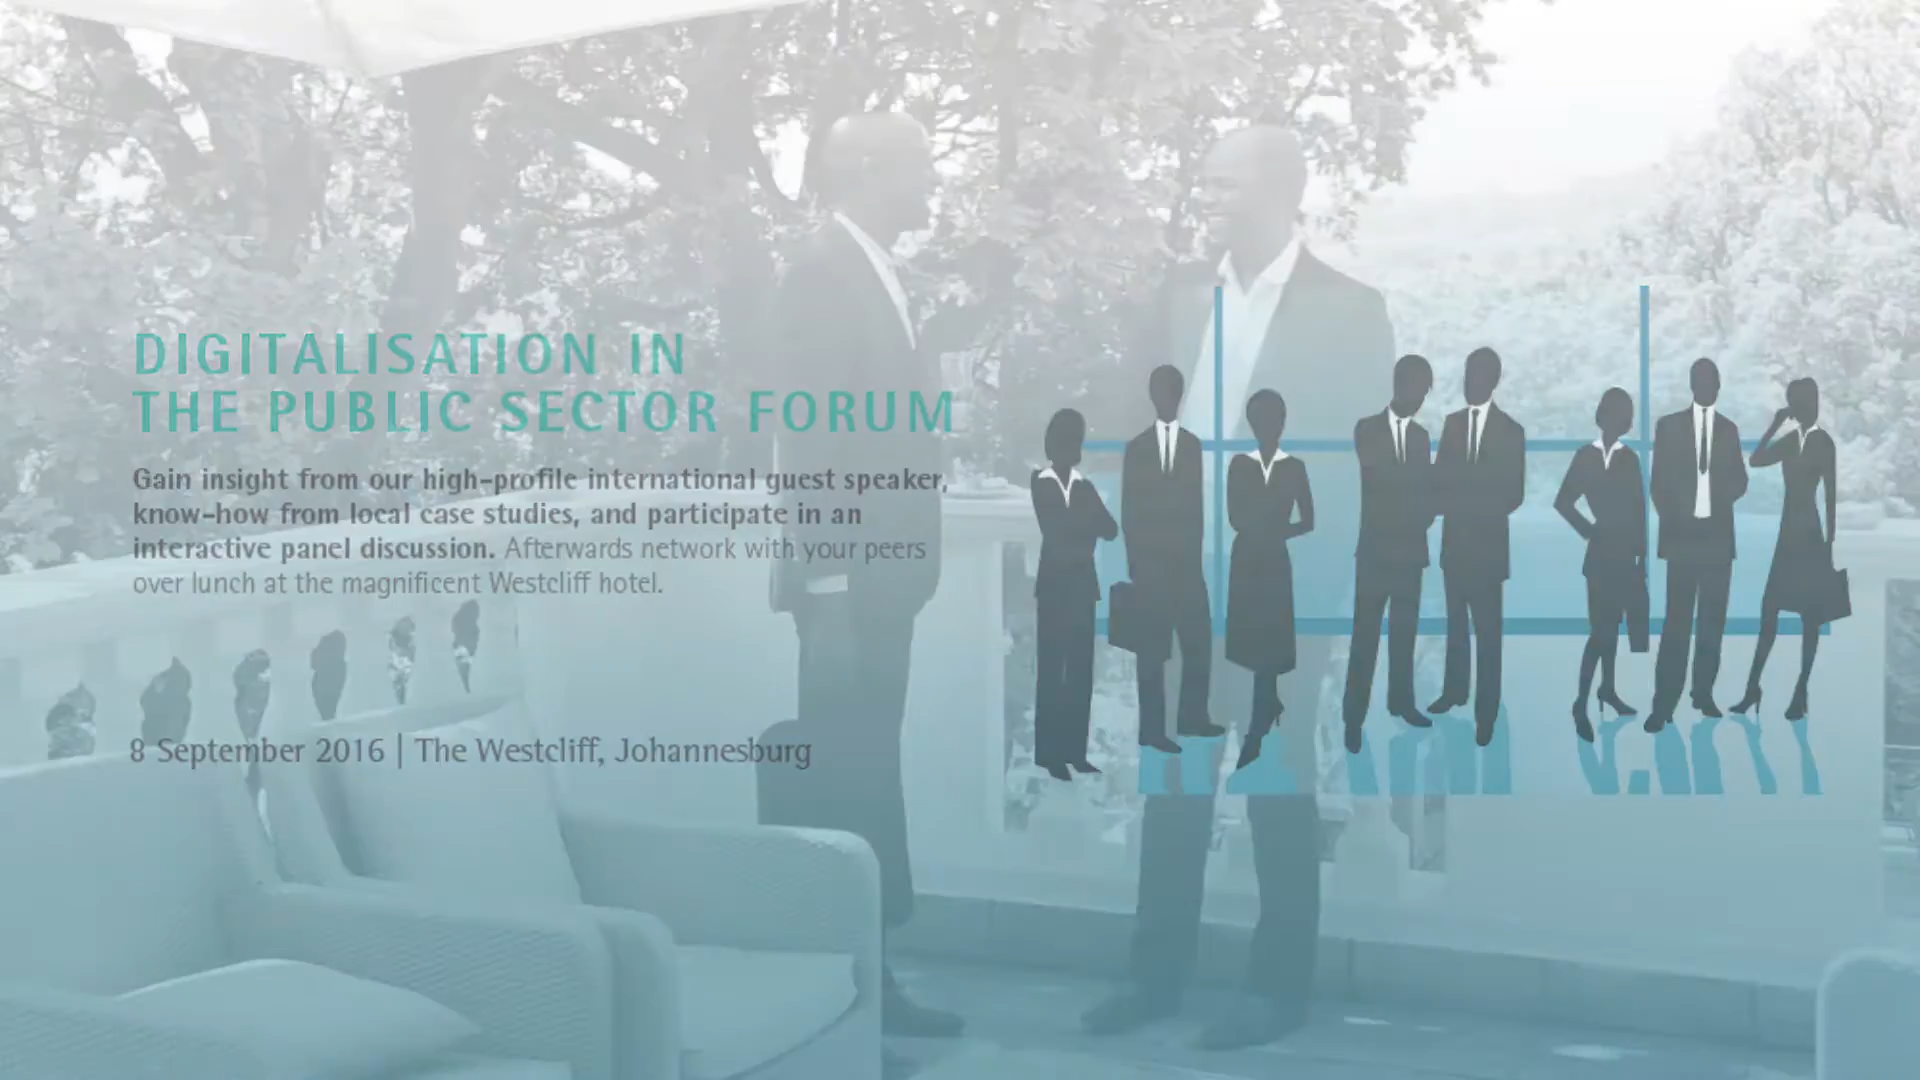 DIGITALISATION IN
THE PUBLIC SECTOR FORUM
Gain insight from our high-profile international guest speaker,
know-how from local case studies, and participate in an
interactive panel discussion. Afterwards network with your peers
over lunch at the magnificent Westcliff hotel.
8 September 2016 | The Westcliff, Johannesburg